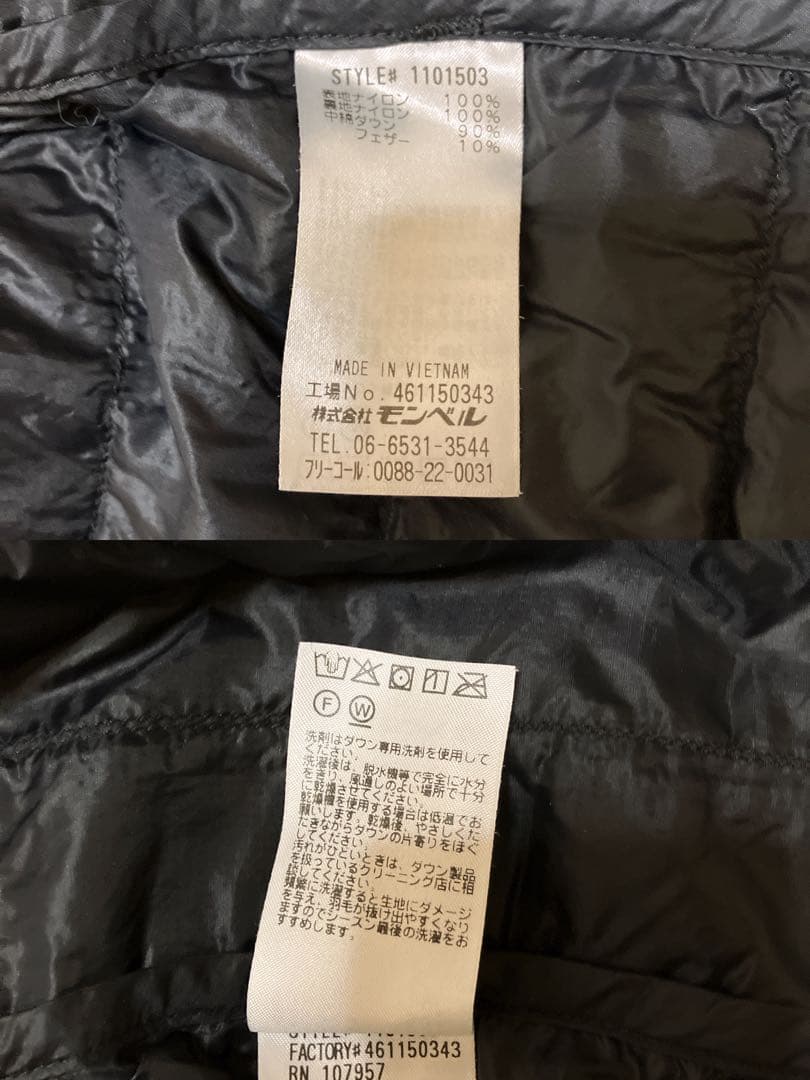 STYLE# 1101503
表地ナイロン 100%
裏地ナイロン 100%
中綿ダウン 90%
フェザー 10%
MADE IN VIETNAM
工場No. 461150343
株式会社 モンベル
TEL.06-6531-3544
フリーコール:0088-22-0031
F W
洗剤はダウン専用洗剤を使用して
ください。
洗濯後は、脱水機等で完全に水分
をきり、風通しのよい場所で十分
に乾燥させてください。
乾燥機を使用する場合は低温でお
願いします。乾燥後、やさしくた
たきながらダウンの片寄りをほぐ
してください。
汚れがひどいときは、ダウン製品
を扱っているクリーニング店に相
談してください。
頻繁に洗濯すると生地にダメージ
を与え、羽毛が抜け出やすくなり
ますのでシーズン最後の洗濯をお
すすめします。
STYLE#
FACTORY# 461150343
RN 107957